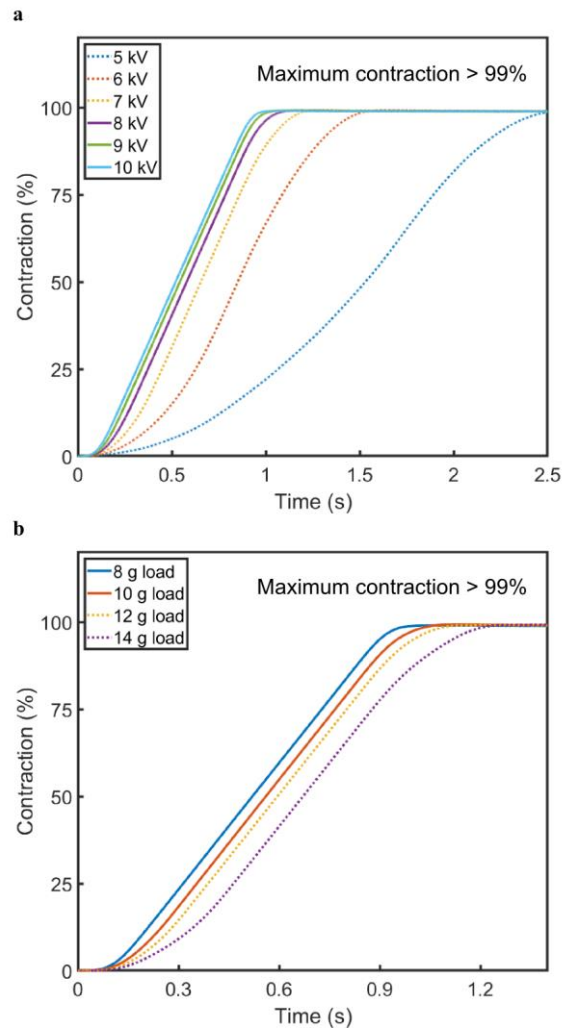 a
5 kV
6 kV
7 kV
8 kV
9 kV
10 kV
Maximum contraction > 99%
100
75
50
25
0
Contraction (%)
0
0.5
1
1.5
2
2.5
Time (s)
b
8 g load
10 g load
12 g load
14 g load
Maximum contraction > 99%
100
75
50
25
0
Contraction (%)
0
0.3
0.6
0.9
1.2
Time (s)